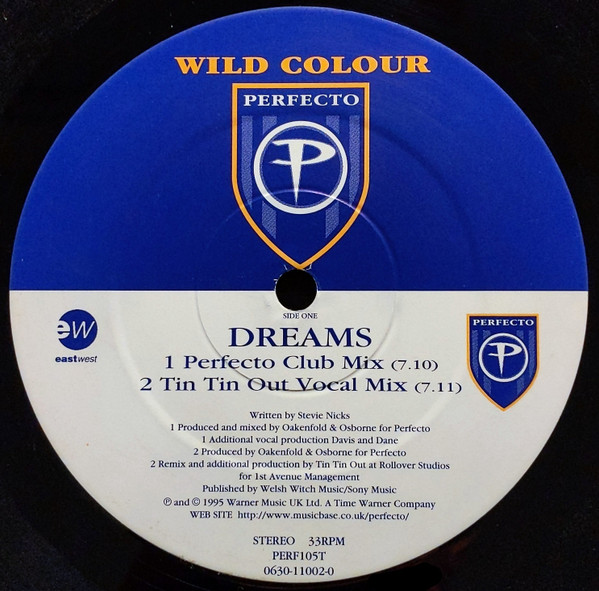 WILD COLOUR
PERFECTO
P
SIDE ONE
ew
eastwest
DREAMS
1 Perfecto Club Mix (7.10)
2 Tin Tin Out Vocal Mix (7.11)
PERFECTO
P
Written by Stevie Nicks
1 Produced and mixed by Oakenfold & Osborne for Perfecto
1 Additional vocal production Davis and Dane
2 Produced by Oakenfold & Osborne for Perfecto
2 Remix and additional production by Tin Tin Out at Rollover Studios
for 1st Avenue Management
Published by Welsh Witch Music/Sony Music
℗ and © 1995 Warner Music UK Ltd. A Time Warner Company
WEB SITE http://www.musicbase.co.uk/perfecto/
STEREO 33RPM
PERF105T
0630-11002-0